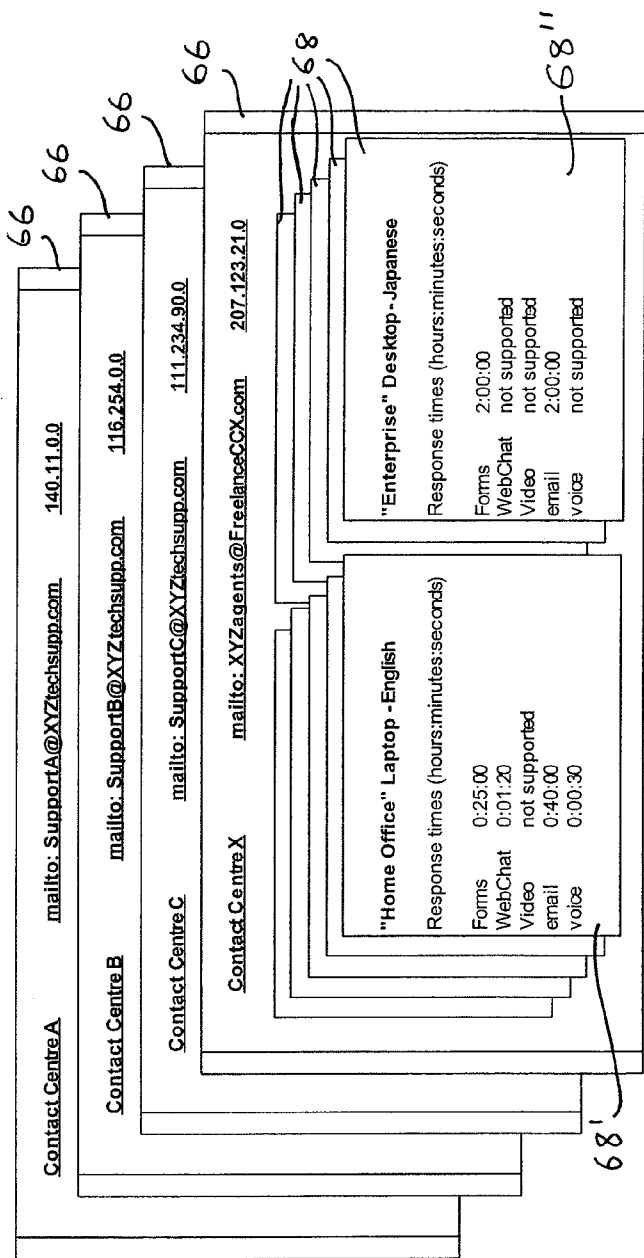 66
Contact Centre A mailto: SupportA@XYZtechsupp.com 140.11.0.0
66
Contact Centre B mailto: SupportB@XYZtechsupp.com 116.254.0.0
66
Contact Centre C mailto: SupportC@XYZtechsupp.com 111.234.90.0
66
Contact Centre X mailto: XYZagents@FreelanceCCX.com 207.123.21.0
68
"Home Office" Laptop - English
Response times (hours:minutes:seconds)
Forms 0:25:00
WebChat 0:01:20
Video not supported
email 0:40:00
voice 0:00:30
68'
"Enterprise" Desktop - Japanese
Response times (hours:minutes:seconds)
Forms 2:00:00
WebChat not supported
Video not supported
email 2:00:00
voice not supported
68"